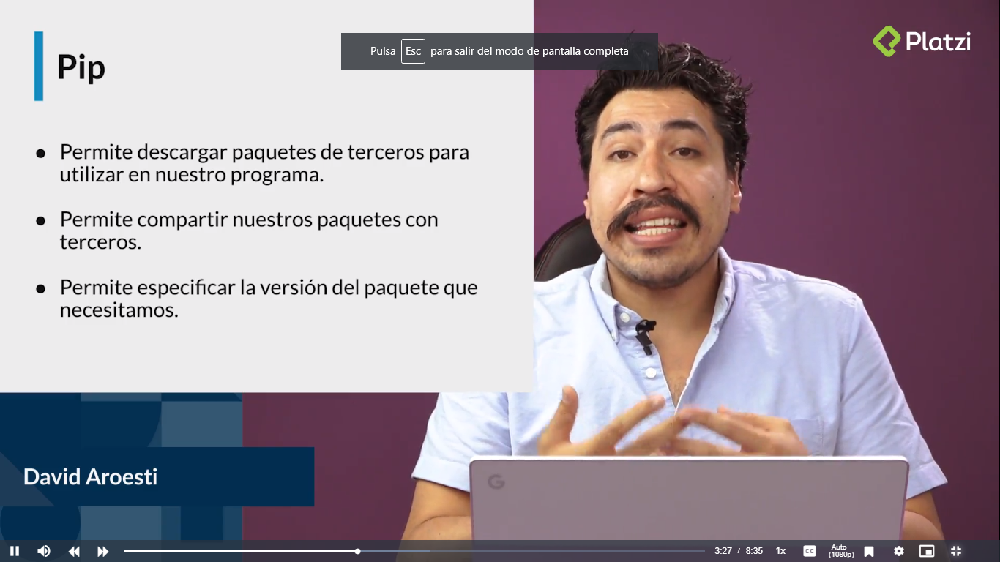 Pulsa Esc para salir del modo de pantalla completa
Platzi
Pip
● Permite descargar paquetes de terceros para
utilizar en nuestro programa.
● Permite compartir nuestros paquetes con
terceros.
● Permite especificar la versión del paquete que
necesitamos.
G
David Aroesti
3:27 / 8:35 1x CC Auto
(1080p)